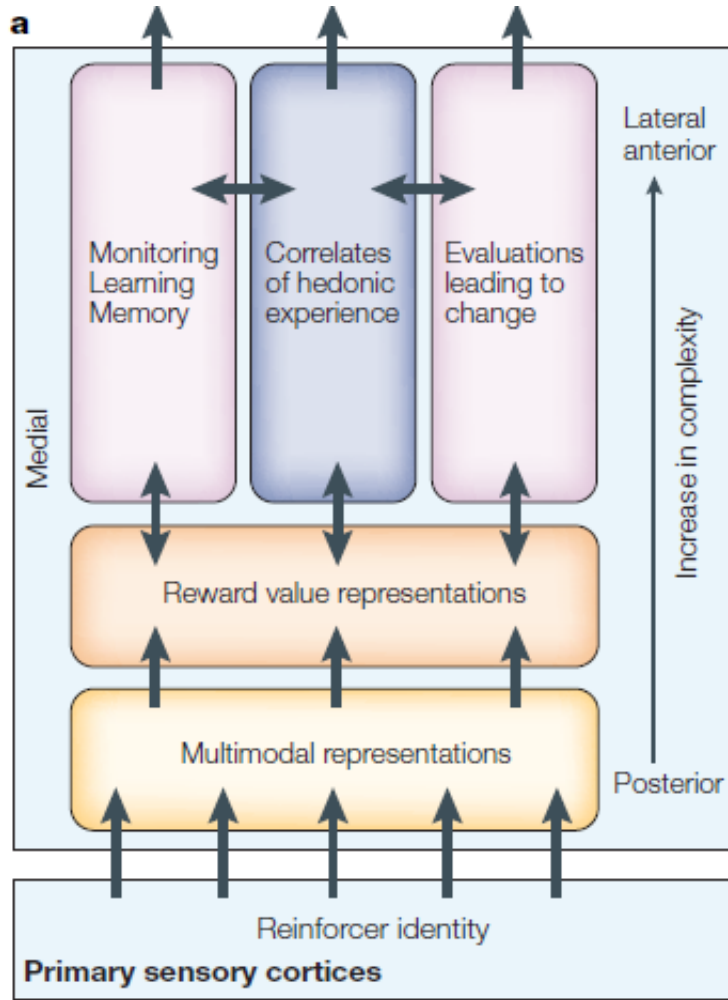 a
Monitoring
Learning
Memory
Correlates
of hedonic
experience
Evaluations
leading to
change
Lateral
anterior
Medial
Increase in complexity
Reward value representations
Multimodal representations
Posterior
Reinforcer identity
Primary sensory cortices